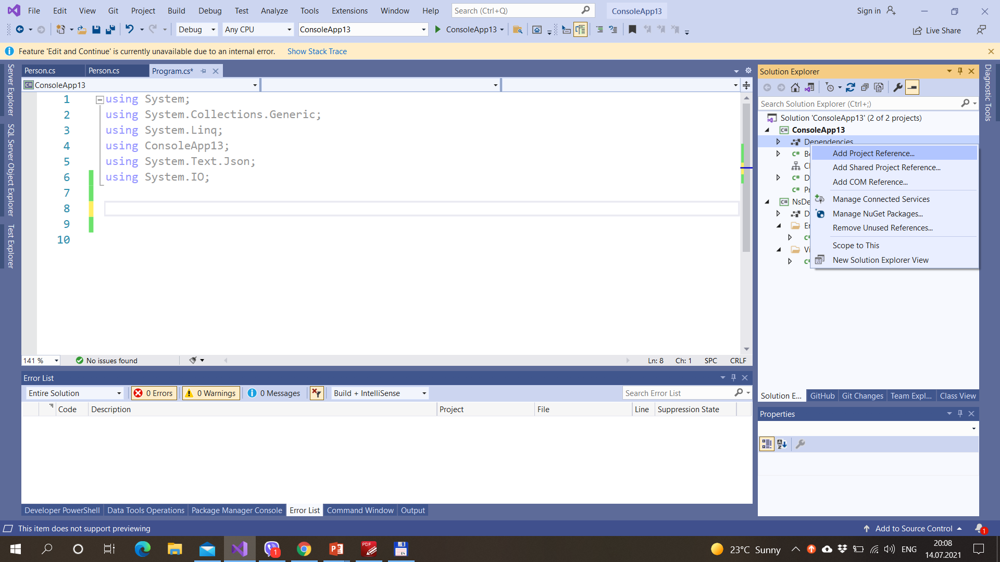 File Edit View Git Project Build Debug Test Analyze Tools Extensions Window Help Search (Ctrl+Q) ConsoleApp13 Sign in
Debug Any CPU ConsoleApp13 ConsoleApp13 Live Share
Feature 'Edit and Continue' is currently unavailable due to an internal error. Show Stack Trace
Server Explorer
SQL Server Object Explorer
Test Explorer
Person.cs Person.cs Program.cs*
ConsoleApp13
1 using System;
2 using System.Collections.Generic;
3 using System.Linq;
4 using ConsoleApp13;
5 using System.Text.Json;
6 using System.IO;
7
8
9
10
141 % No issues found Ln: 8 Ch: 1 SPC CRLF
Error List
Entire Solution 0 Errors 0 Warnings 0 Messages Build + IntelliSense Search Error List
Code Description Project File Line Suppression State
Developer PowerShell Data Tools Operations Package Manager Console Error List Command Window Output
Solution Explorer
Search Solution Explorer (Ctrl+;)
Solution 'ConsoleApp13' (2 of 2 projects)
C# ConsoleApp13
Dependencies
C#
C#
C#
C# NsDe
Add Project Reference...
Add Shared Project Reference...
Add COM Reference...
Manage Connected Services
Manage NuGet Packages...
Remove Unused References...
Scope to This
New Solution Explorer View
Solution E... GitHub Git Changes Team Expl... Class View
Properties
Diagnostic Tools
This item does not support previewing Add to Source Control 1
1 PDF 64 23°C Sunny ENG 20:08
14.07.2021